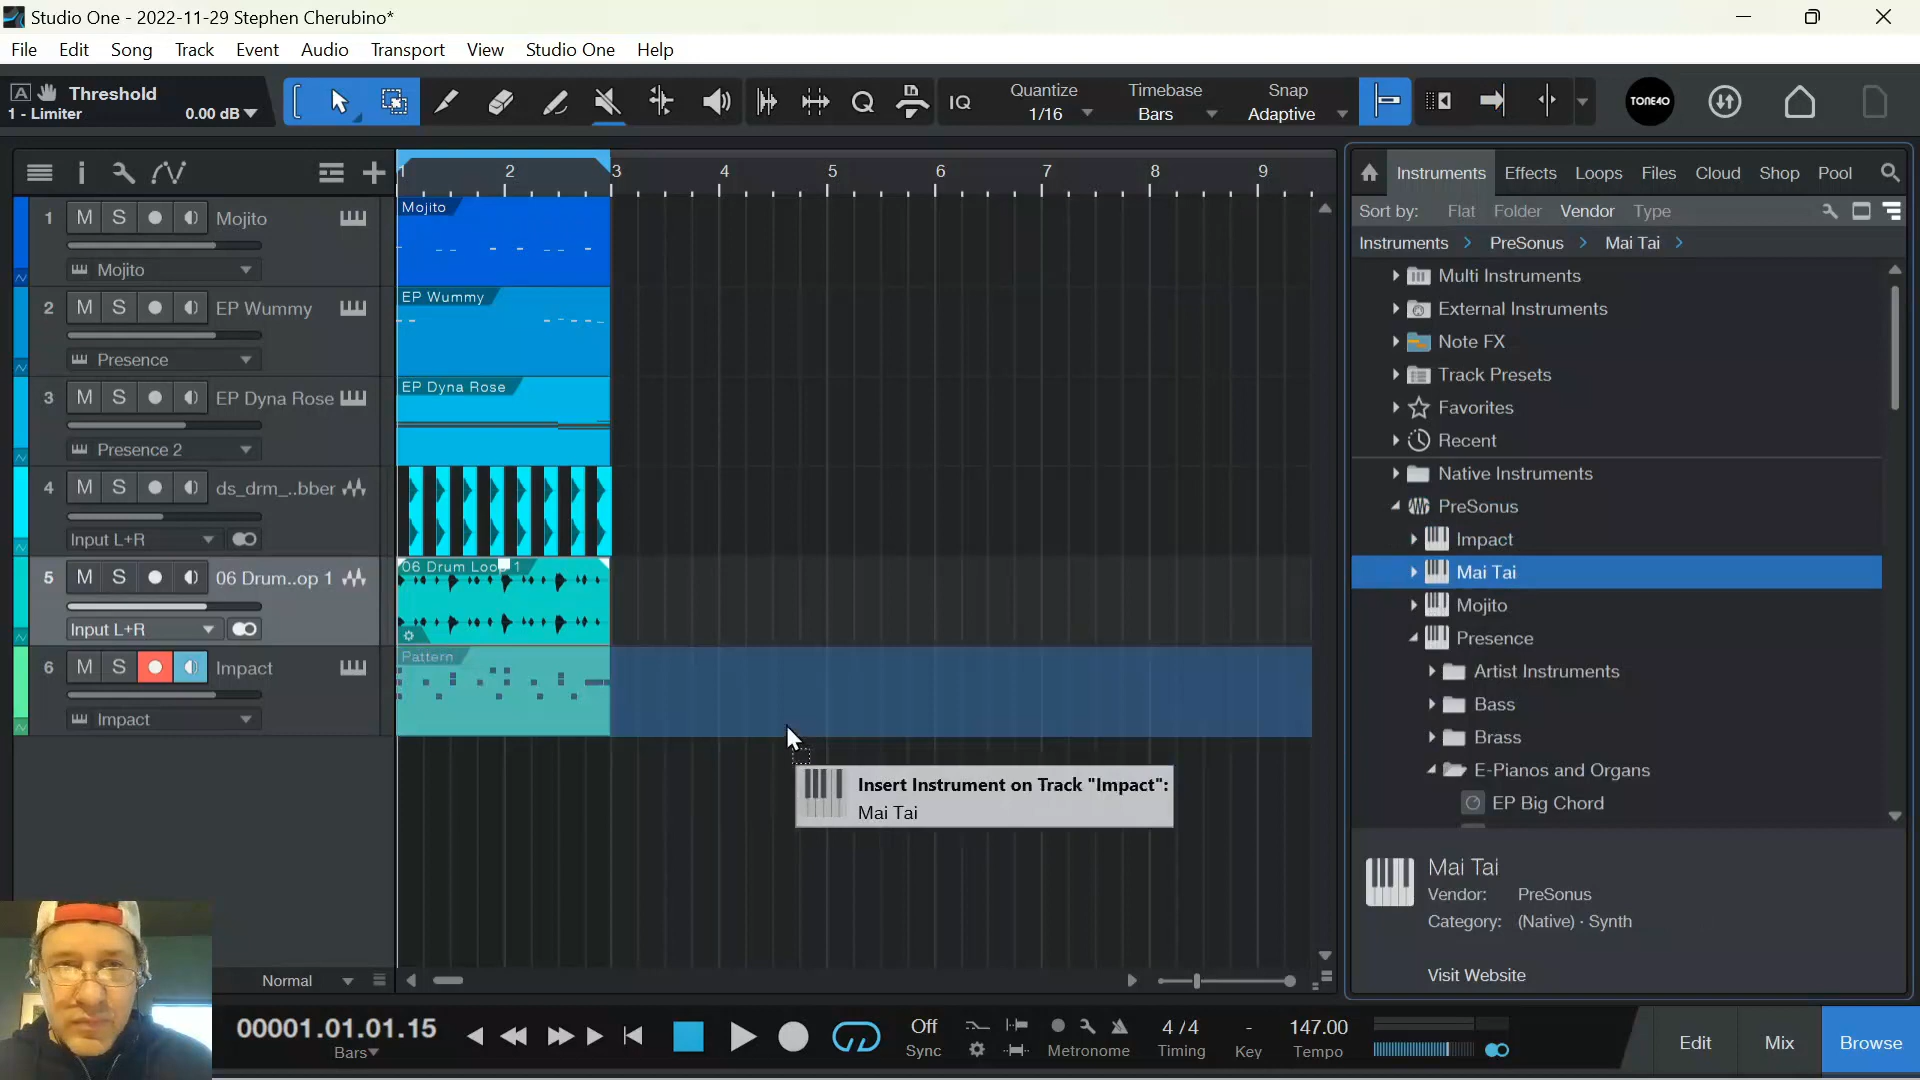 Studio One - 2022-11-29 Stephen Cherubino*
File Edit Song Track Event Audio Transport View Studio One Help
A Threshold
1 - Limiter 0.00 dB
IQ
Quantize
1/16
Timebase
Bars
Snap
Adaptive
TONE40
1 2 3 4 5 6 7 8 9
Instruments Effects Loops Files Cloud Shop Pool
Sort by: Flat Folder Vendor Type
Instruments PreSonus Mai Tai
1 M S Mojito
Mojito
Mojito
2 M S EP Wummy
Presence
EP Wummy
3 M S EP Dyna Rose
Presence 2
EP Dyna Rose
4 M S ds_drm_..bber
Input L+R
5 M S 06 Drum..op 1
Input L+R
06 Drum Loop 1
6 M S Impact
Impact
Pattern
Insert Instrument on Track "Impact":
Mai Tai
Multi Instruments
External Instruments
Note FX
Track Presets
Favorites
Recent
Native Instruments
PreSonus
Impact
Mai Tai
Mojito
Presence
Artist Instruments
Bass
Brass
E-Pianos and Organs
EP Big Chord
Mai Tai
Vendor: PreSonus
Category: (Native) · Synth
Visit Website
Normal
00001.01.01.15
Bars
Off
Sync
Metronome
4 / 4
Timing
-
Key
147.00
Tempo
Edit Mix Browse